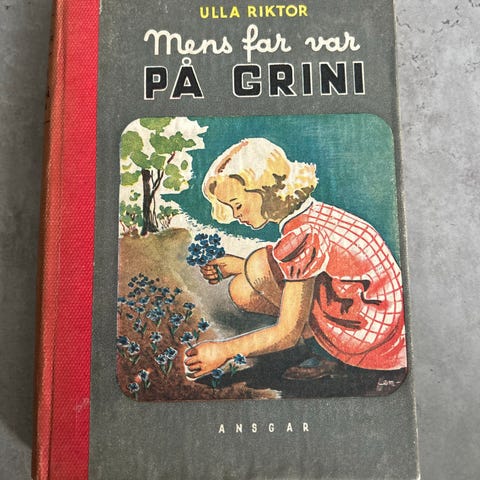 ULLA RIKTOR
Mens far var
PÅ GRINI
ANSGAR